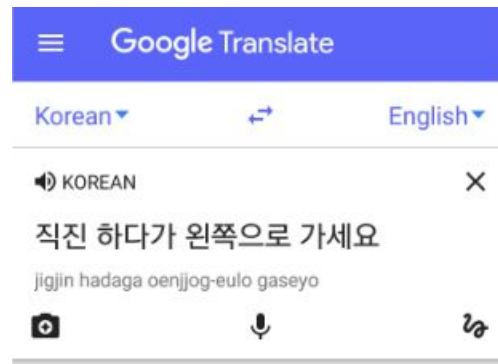 Google Translate
Korean English
KOREAN
직진 하다가 왼쪽으로 가세요
jigjin hadaga oenjjog-eulo gaseyo